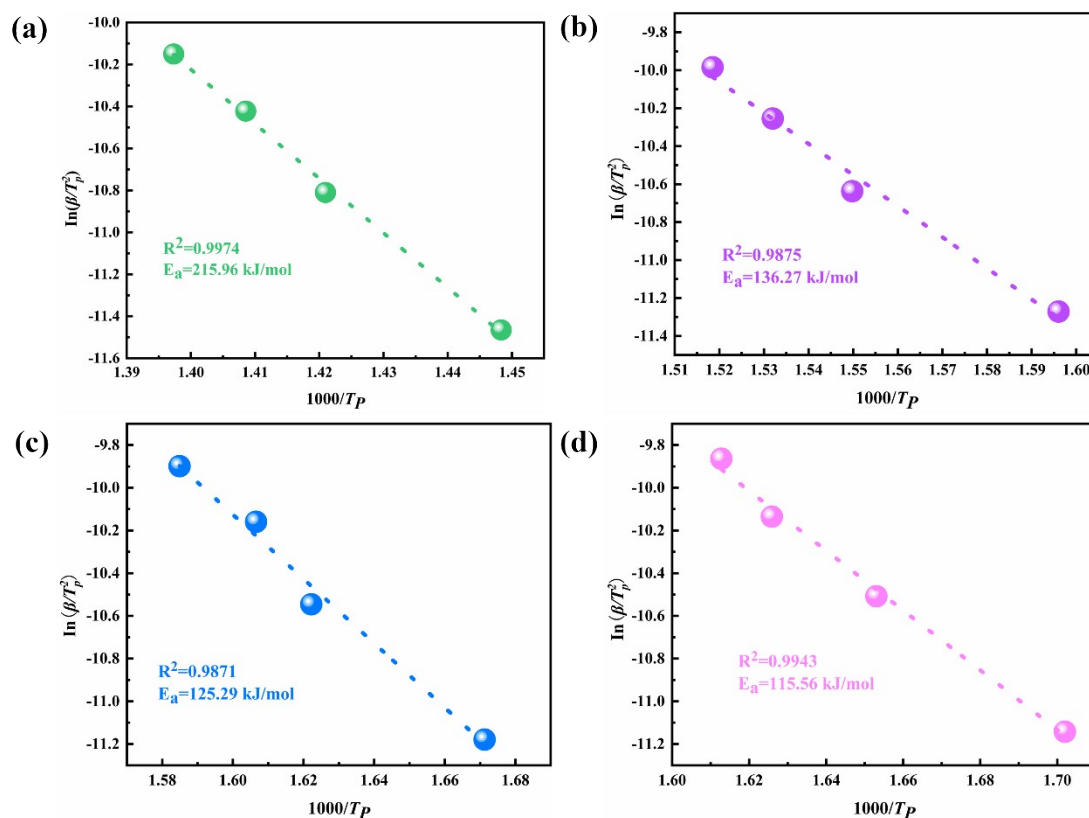 (a)
-10.0
-10.2
-10.4
-10.6
-10.8
-11.0
-11.2
-11.4
-11.6
ln(β/T_p^2)
R^2=0.9974
E_a=215.96 kJ/mol
1.39 1.40 1.41 1.42 1.43 1.44 1.45
1000/T_P
(b)
-9.8
-10.0
-10.2
-10.4
-10.6
-10.8
-11.0
-11.2
-11.4
ln(β/T_p^2)
R^2=0.9875
E_a=136.27 kJ/mol
1.51 1.52 1.53 1.54 1.55 1.56 1.57 1.58 1.59 1.60
1000/T_P
(c)
-9.8
-10.0
-10.2
-10.4
-10.6
-10.8
-11.0
-11.2
ln(β/T_p^2)
R^2=0.9871
E_a=125.29 kJ/mol
1.58 1.60 1.62 1.64 1.66 1.68
1000/T_P
(d)
-9.8
-10.0
-10.2
-10.4
-10.6
-10.8
-11.0
-11.2
ln(β/T_p^2)
R^2=0.9943
E_a=115.56 kJ/mol
1.60 1.62 1.64 1.66 1.68 1.70
1000/T_P